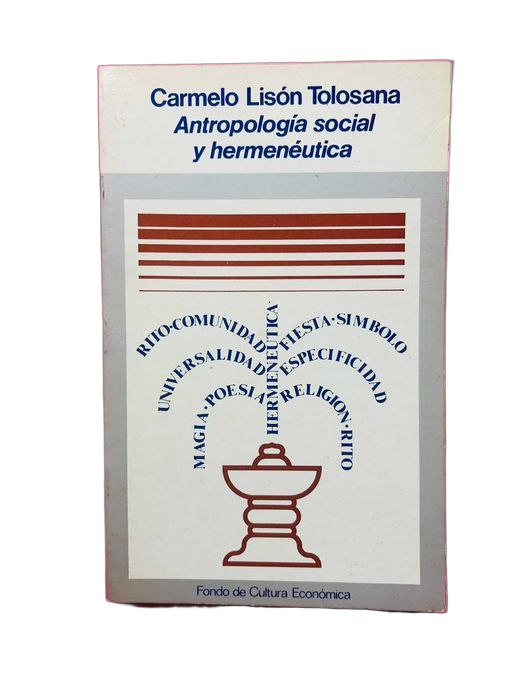 Carmelo Lisón Tolosana
Antropología social
y hermenéutica
RITO·COMUNIDAD
FIESTA·SIMBOLO
UNIVERSALIDAD
ESPECIFICIDAD
MAGIA·POESIA
RELIGION·RITO
HERMENEUTICA·
Fondo de Cultura Económica